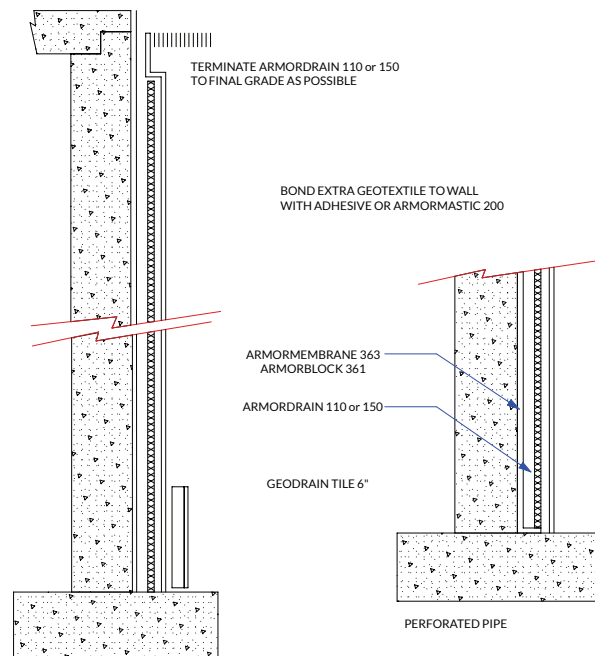 TERMINATE ARMORDRAIN 110 or 150
TO FINAL GRADE AS POSSIBLE
BOND EXTRA GEOTEXTILE TO WALL
WITH ADHESIVE OR ARMORMASTIC 200
ARMORMEMBRANE 363
ARMORBLOCK 361
ARMORDRAIN 110 or 150
GEODRAIN TILE 6"
PERFORATED PIPE